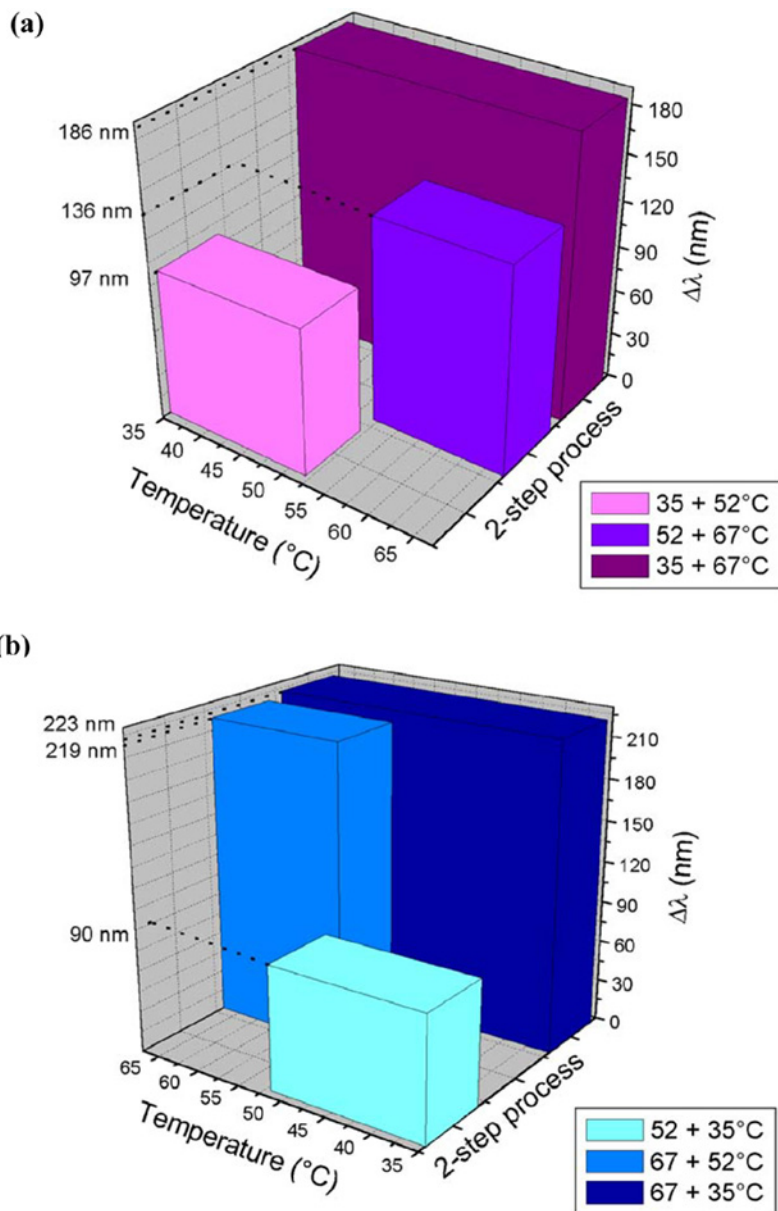 (a)
186 nm
136 nm
97 nm
180
150
120
90
60
30
0
Δλ (nm)
35
40
45
50
55
60
65
Temperature (°C)
2-step process
35 + 52°C
52 + 67°C
35 + 67°C
(b)
223 nm
219 nm
90 nm
210
180
150
120
90
60
30
0
Δλ (nm)
65
60
55
50
45
40
35
Temperature (°C)
2-step process
52 + 35°C
67 + 52°C
67 + 35°C